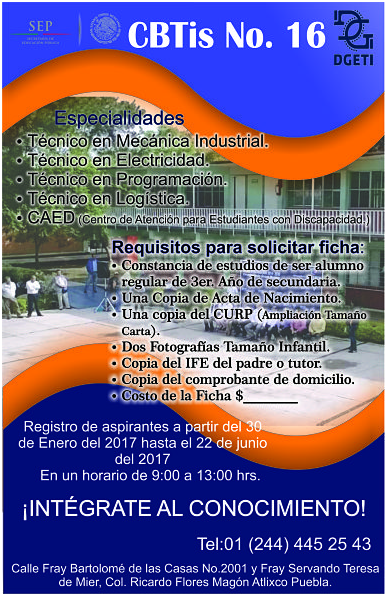 SEP
SECRETARÍA DE
EDUCACIÓN PÚBLICA
CBTis No. 16
DGETI
Especialidades
• Técnico en Mecánica Industrial.
• Técnico en Electricidad.
• Técnico en Programación.
• Técnico en Logística.
• CAED (Centro de Atención para Estudiantes con Discapacidad.)
Requisitos para solicitar ficha:
• Constancia de estudios de ser alumno
regular de 3er. Año de secundaria.
• Una Copia de Acta de Nacimiento.
• Una copia del CURP (Ampliación Tamaño
Carta).
• Dos Fotografías Tamaño Infantil.
• Copia del IFE del padre o tutor.
• Copia del comprobante de domicilio.
• Costo de la Ficha $________
Registro de aspirantes a partir del 30
de Enero del 2017 hasta el 22 de junio
del 2017
En un horario de 9:00 a 13:00 hrs.
¡INTÉGRATE AL CONOCIMIENTO!
Tel:01 (244) 445 25 43
Calle Fray Bartolomé de las Casas No.2001 y Fray Servando Teresa
de Mier, Col. Ricardo Flores Magón Atlixco Puebla.